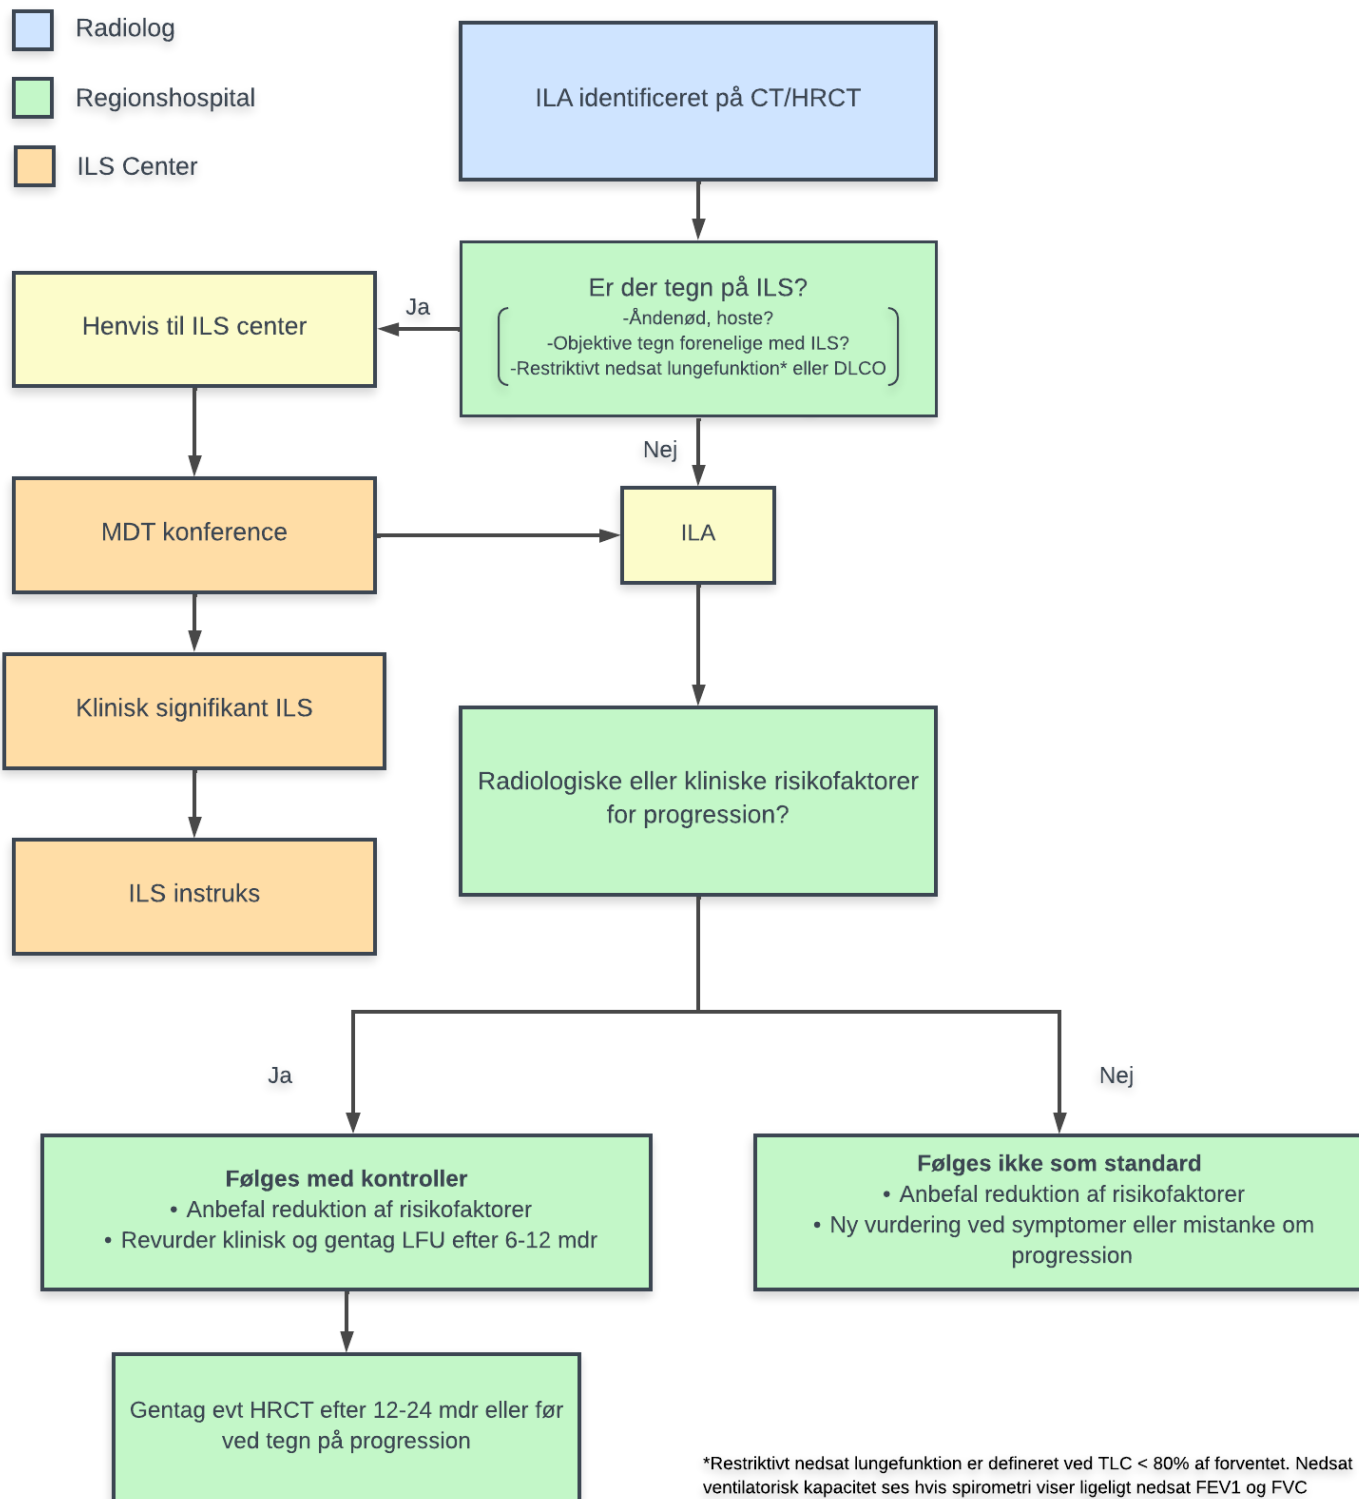 Radiolog
Regionshospital
ILS Center
ILA identificeret på CT/HRCT
Er der tegn på ILS?
-Åndenød, hoste?
-Objektive tegn forenelige med ILS?
-Restriktivt nedsat lungefunktion* eller DLCO
Ja
Henvis til ILS center
Nej
MDT konference
ILA
Klinisk signifikant ILS
ILS instruks
Radiologiske eller kliniske risikofaktorer
for progression?
Ja
Nej
Følges med kontroller
• Anbefal reduktion af risikofaktorer
• Revurder klinisk og gentag LFU efter 6-12 mdr
Følges ikke som standard
• Anbefal reduktion af risikofaktorer
• Ny vurdering ved symptomer eller mistanke om
progression
Gentag evt HRCT efter 12-24 mdr eller før
ved tegn på progression
*Restriktivt nedsat lungefunktion er defineret ved TLC < 80% af forventet. Nedsat
ventilatorisk kapacitet ses hvis spirometri viser ligeligt nedsat FEV1 og FVC